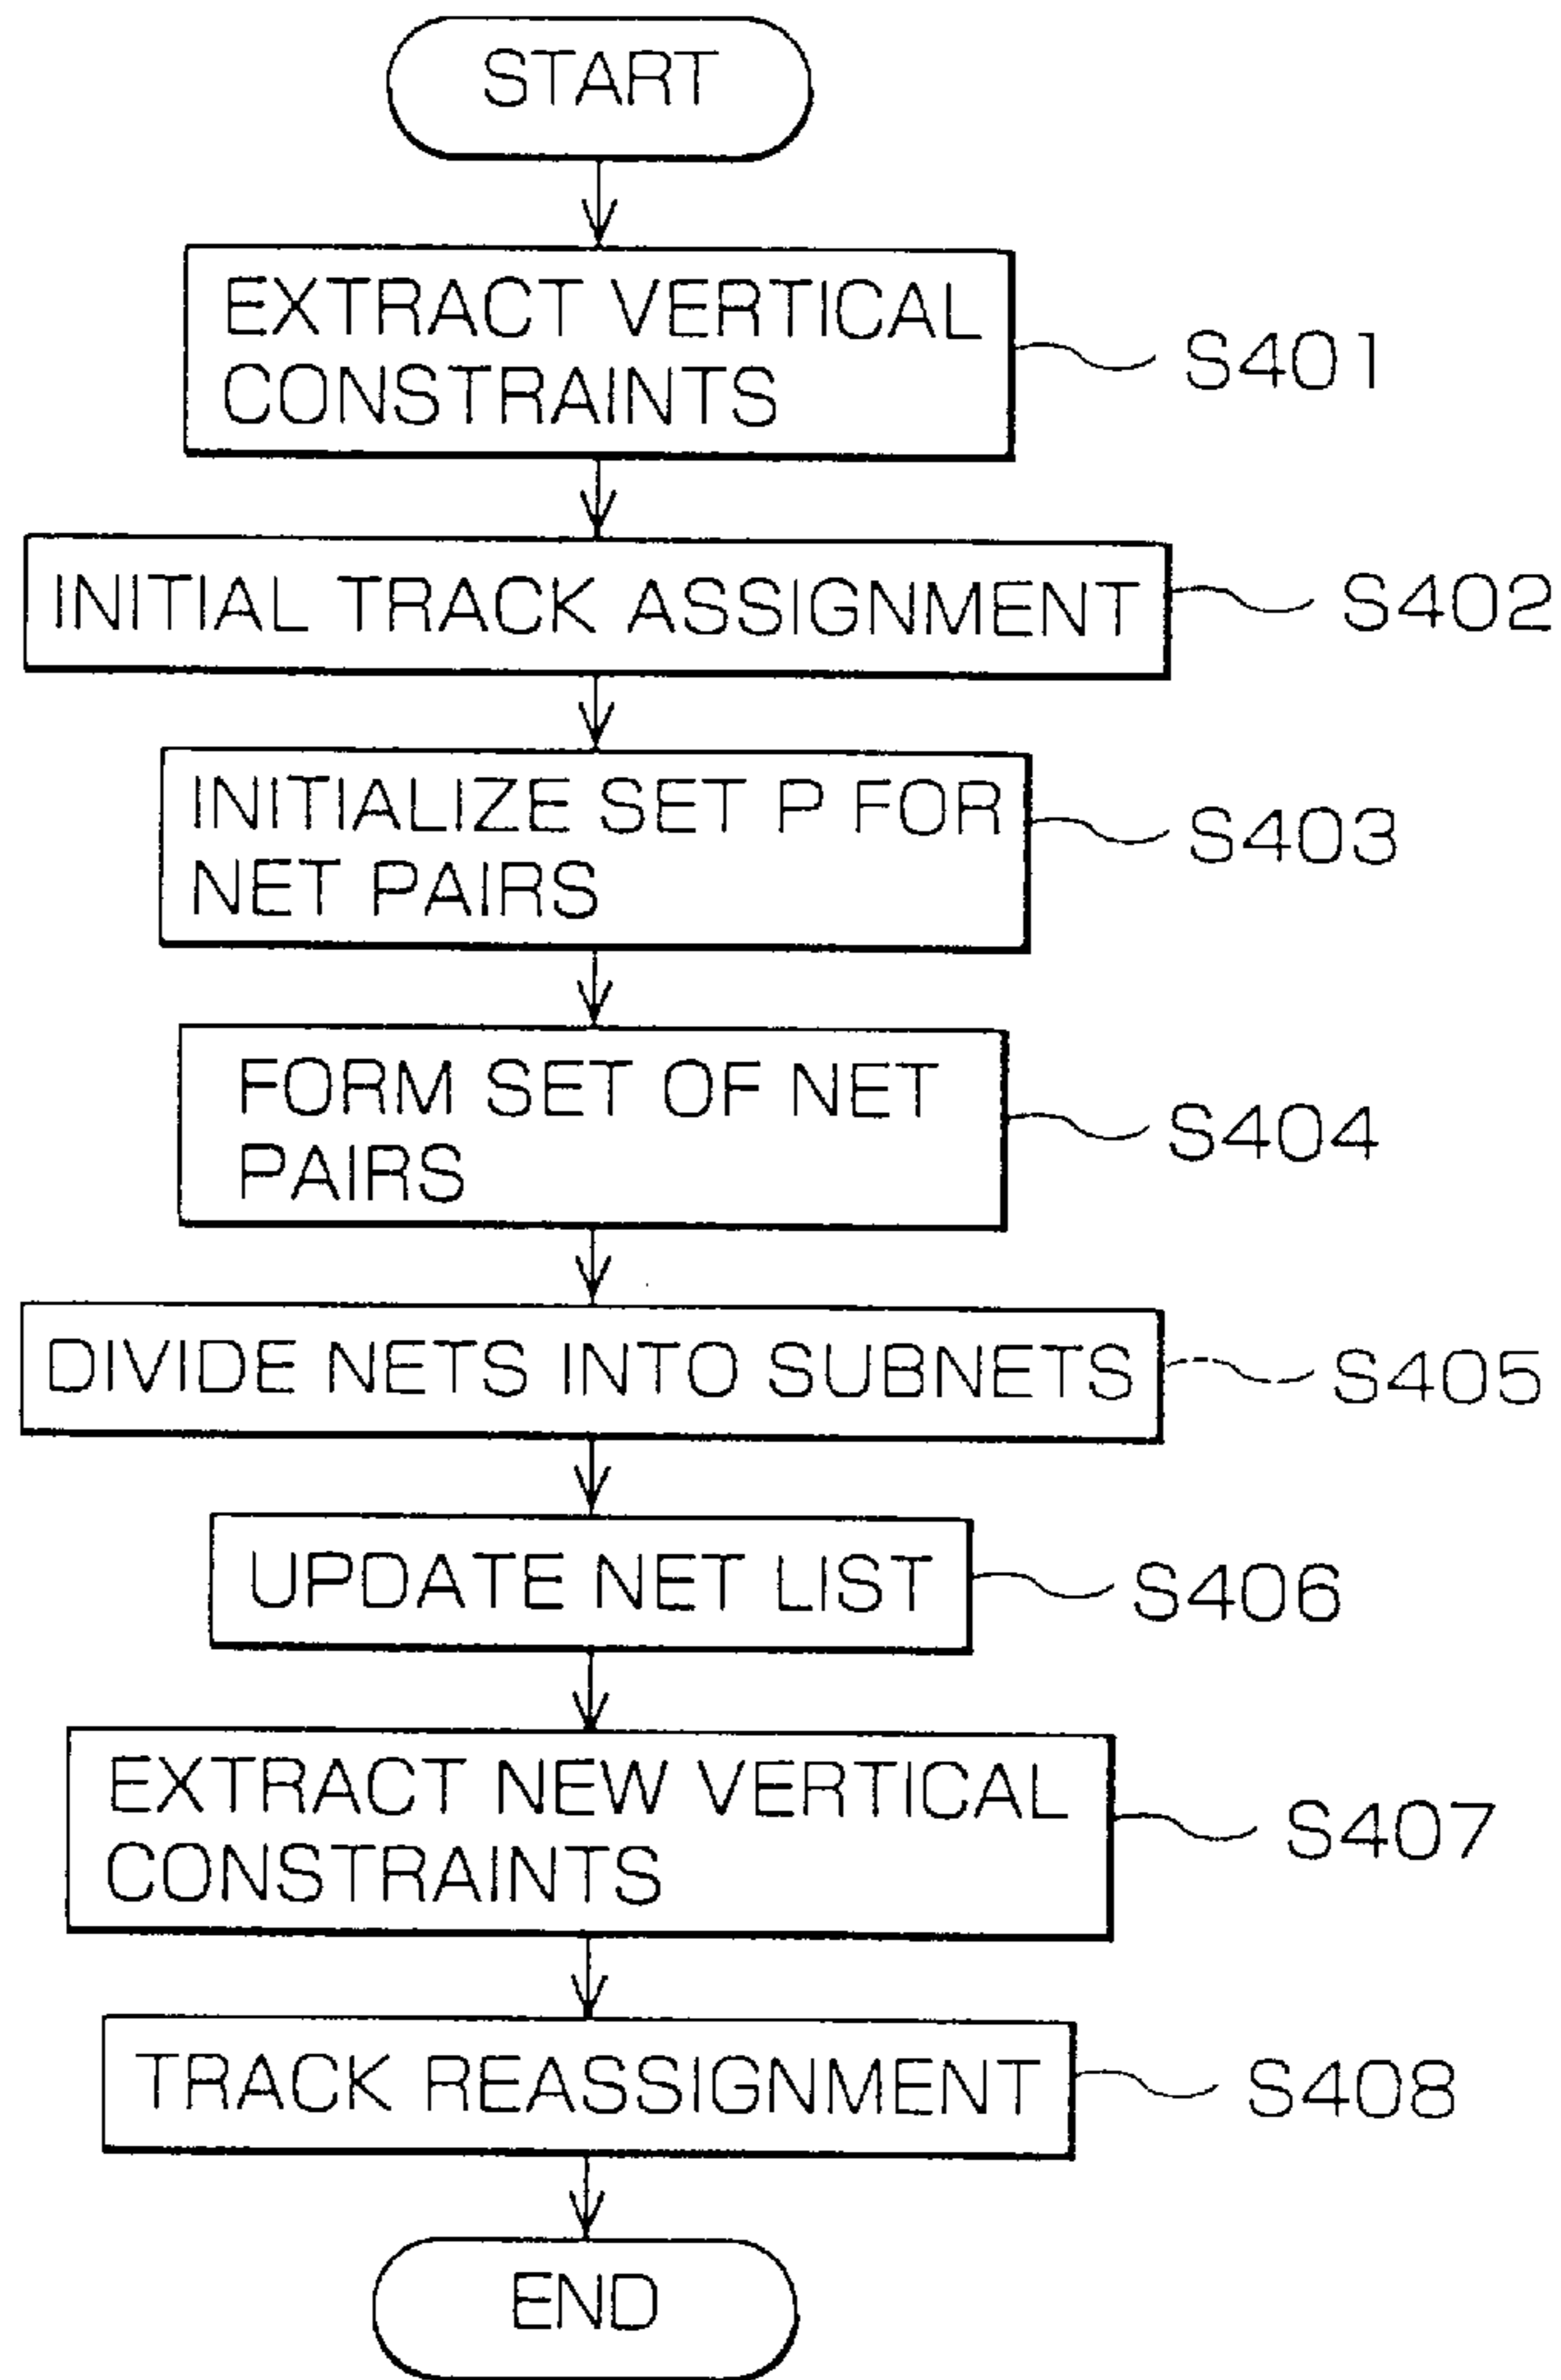 START
EXTRACT VERTICAL
CONSTRAINTS
S401
INITIAL TRACK ASSIGNMENT
S402
INITIALIZE SET P FOR
NET PAIRS
S403
FORM SET OF NET
PAIRS
S404
DIVIDE NETS INTO SUBNETS
S405
UPDATE NET LIST
S406
EXTRACT NEW VERTICAL
CONSTRAINTS
S407
TRACK REASSIGNMENT
S408
END